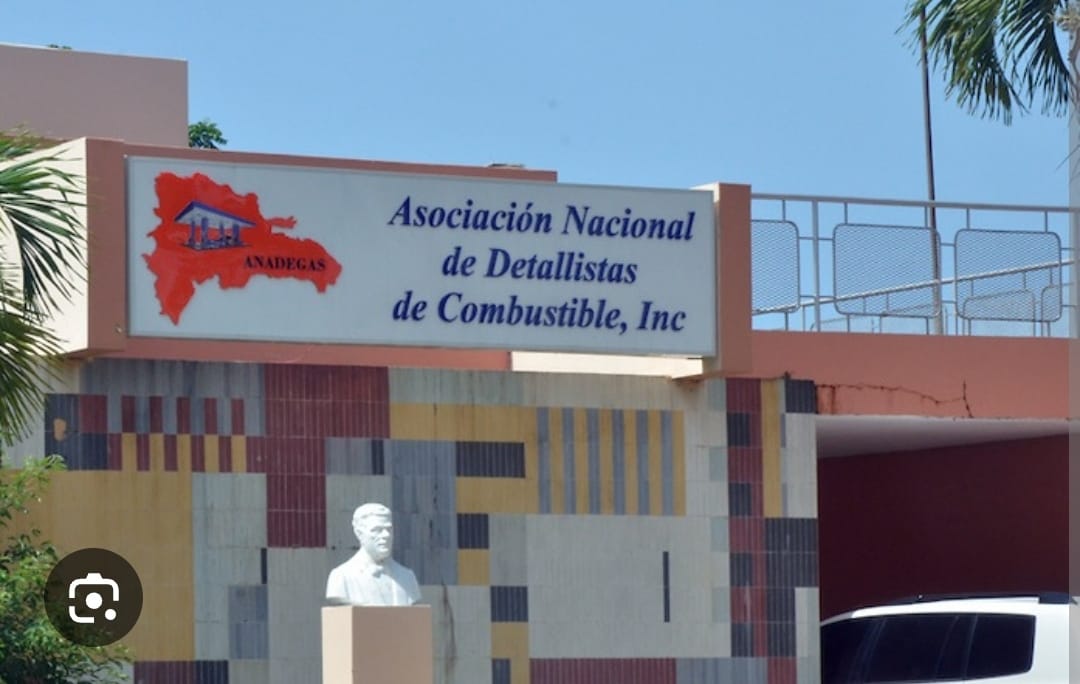 ANADEGAS
Asociación Nacional
de Detallistas
de Combustible, Inc